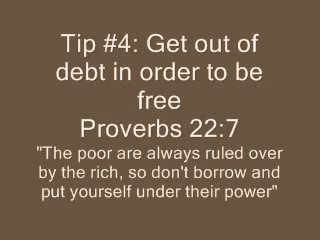 Tip #4: Get out of
debt in order to be
free
Proverbs 22:7
"The poor are always ruled over
by the rich, so don't borrow and
put yourself under their power"